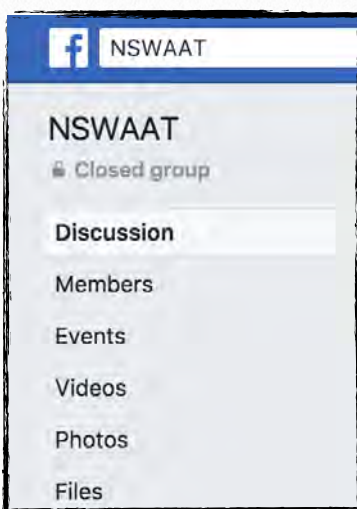 NSWAAT
NSWAAT
Closed group
Discussion
Members
Events
Videos
Photos
Files